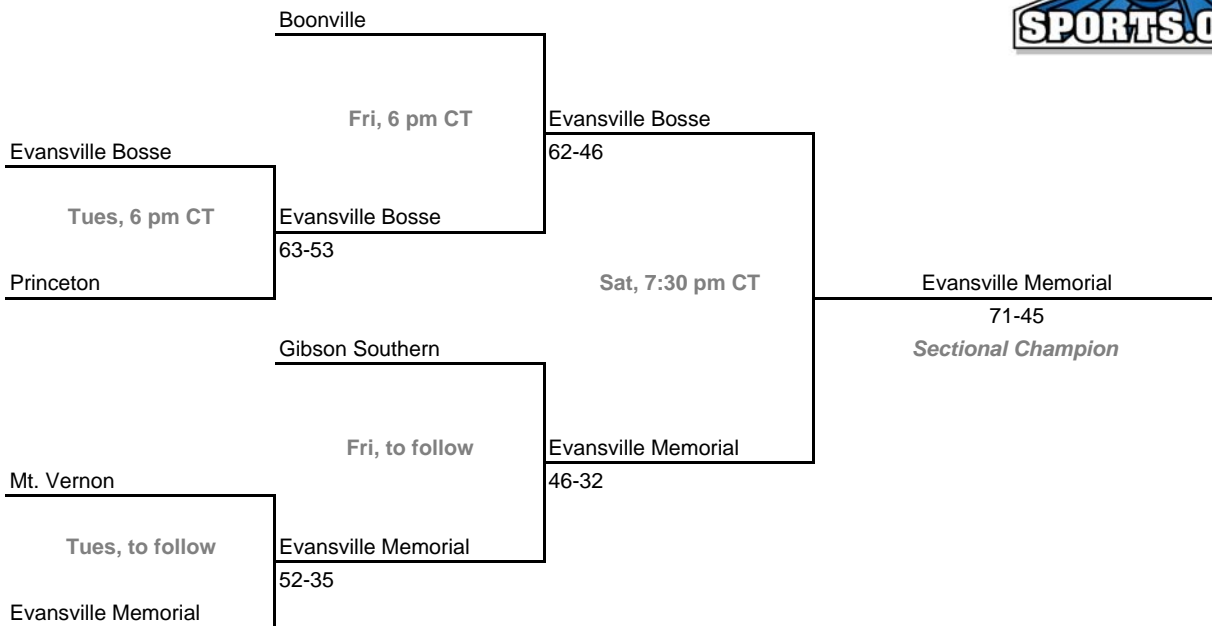 Boonville
SPORTS.O
Fri, 6 pm CT
Evansville Bosse
Evansville Bosse
62-46
Tues, 6 pm CT
Evansville Bosse
63-53
Princeton
Sat, 7:30 pm CT
Evansville Memorial
71-45
Gibson Southern
Sectional Champion
Fri, to follow
Evansville Memorial
Mt. Vernon
46-32
Tues, to follow
Evansville Memorial
52-35
Evansville Memorial